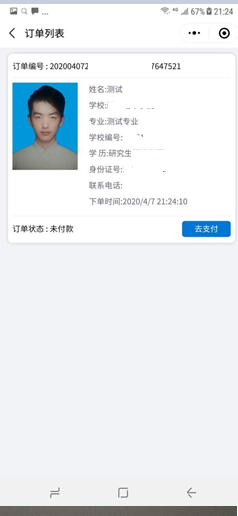 ... 4G 67% 21:24
订单列表
订单编号 : 20200407 7647521
姓名:测试
学校:
专业:测试专业
学校编号:
学 历:研究生
身份证号:
联系电话:
下单时间:2020/4/7 21:24:10
订单状态 : 未付款
去支付